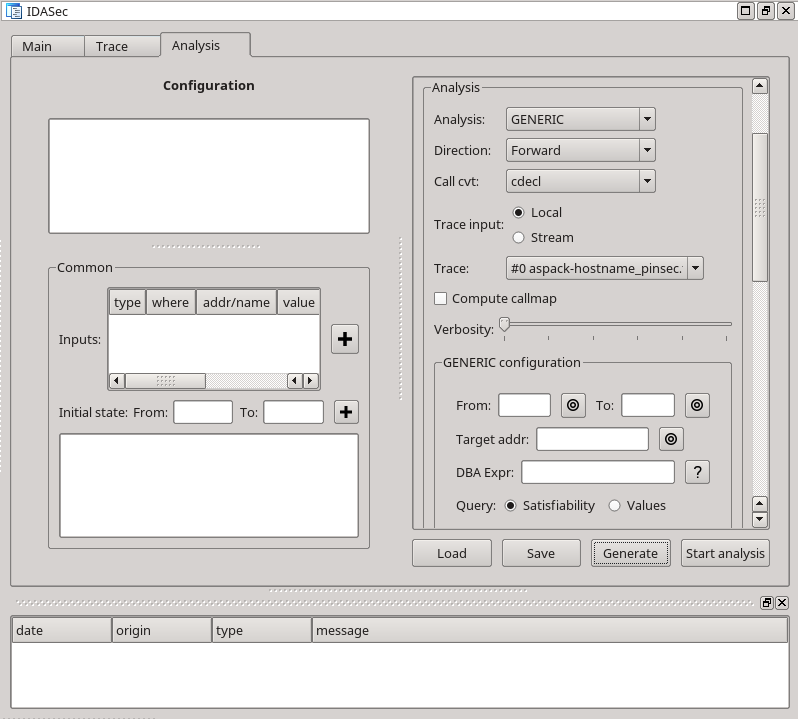 IDASec
Main Trace Analysis
Configuration
Common
Inputs:
type where addr/name value
Initial state: From: To:
Analysis
Analysis: GENERIC
Direction: Forward
Call cvt: cdecl
Trace input: Local
Stream
Trace: #0 aspack-hostname_pinsec.
Compute callmap
Verbosity:
GENERIC configuration
From: To:
Target addr:
DBA Expr: ?
Query: Satisfiability Values
Load Save Generate Start analysis
date origin type message